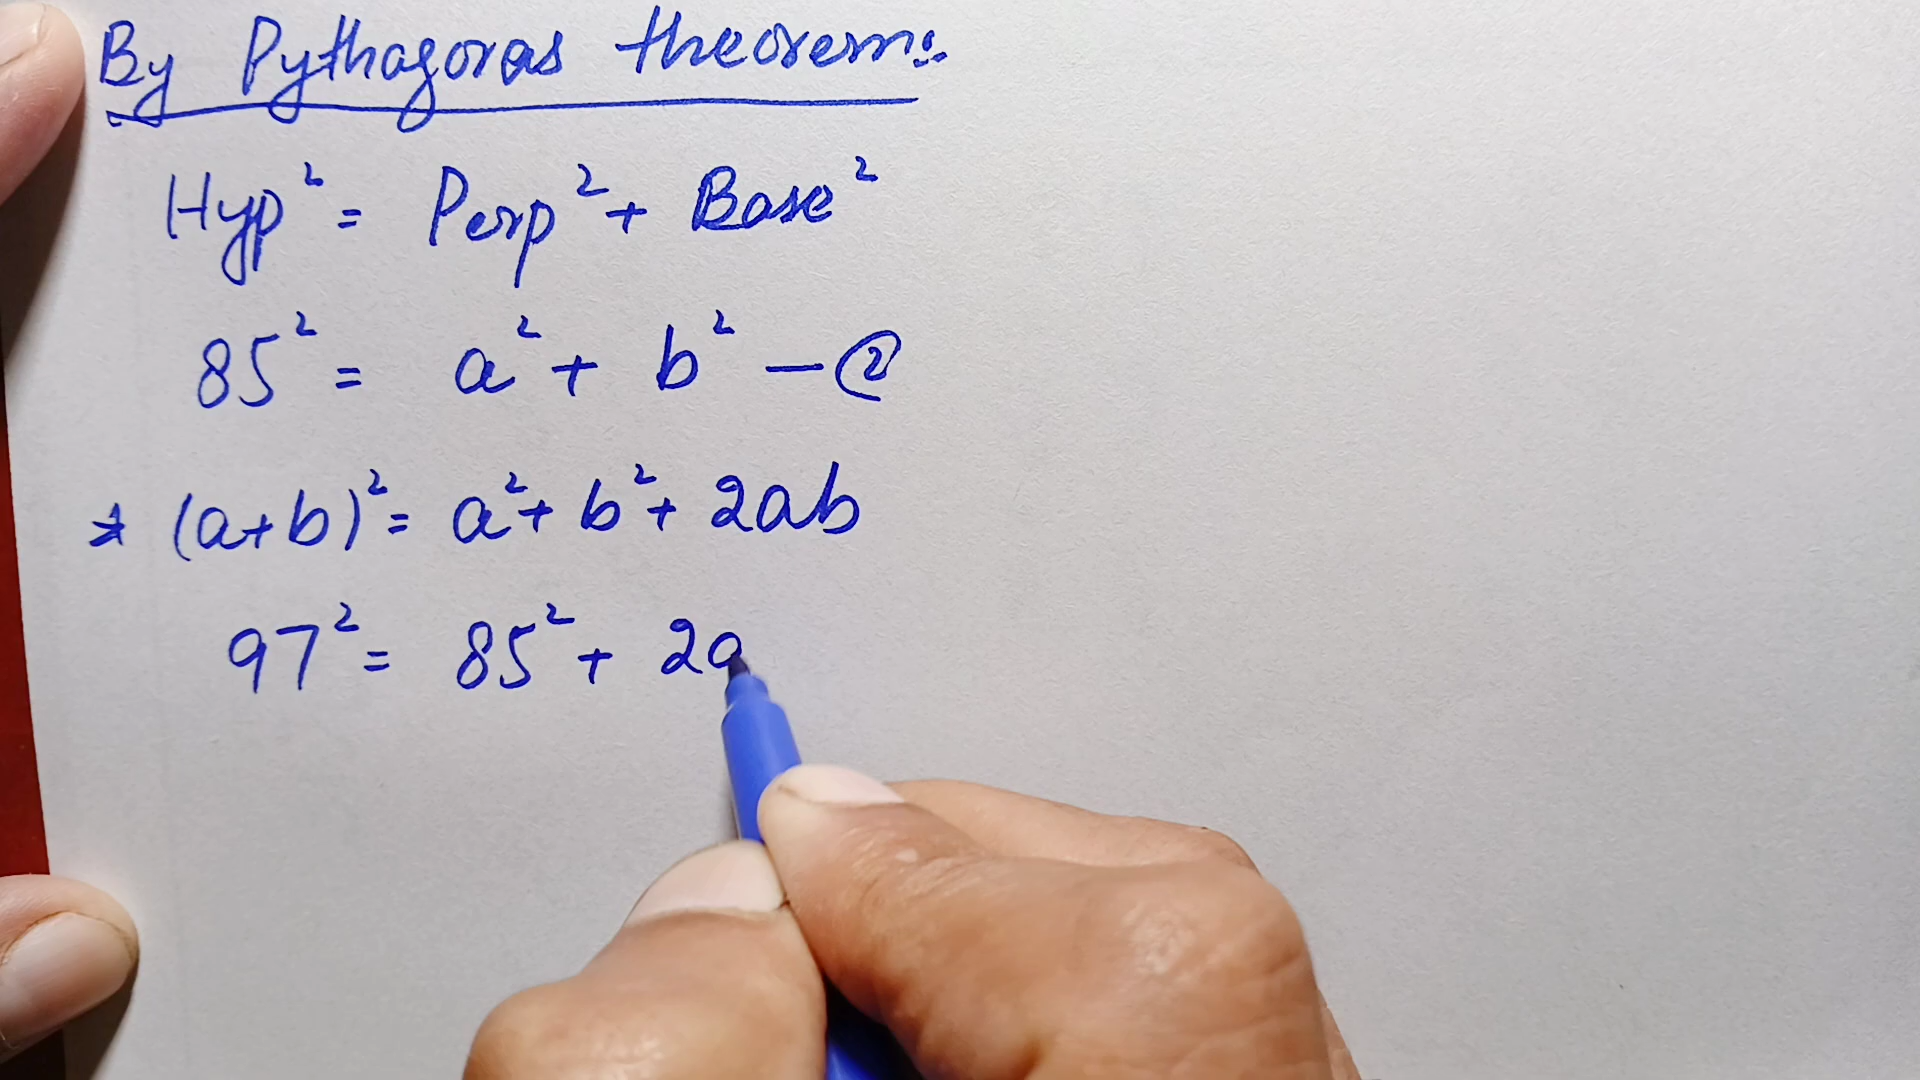 By Pythagoras theorem:
Hyp² = Perp² + Base²
85² = a² + b² — ②
* (a+b)² = a² + b² + 2ab
97² = 85² + 2a